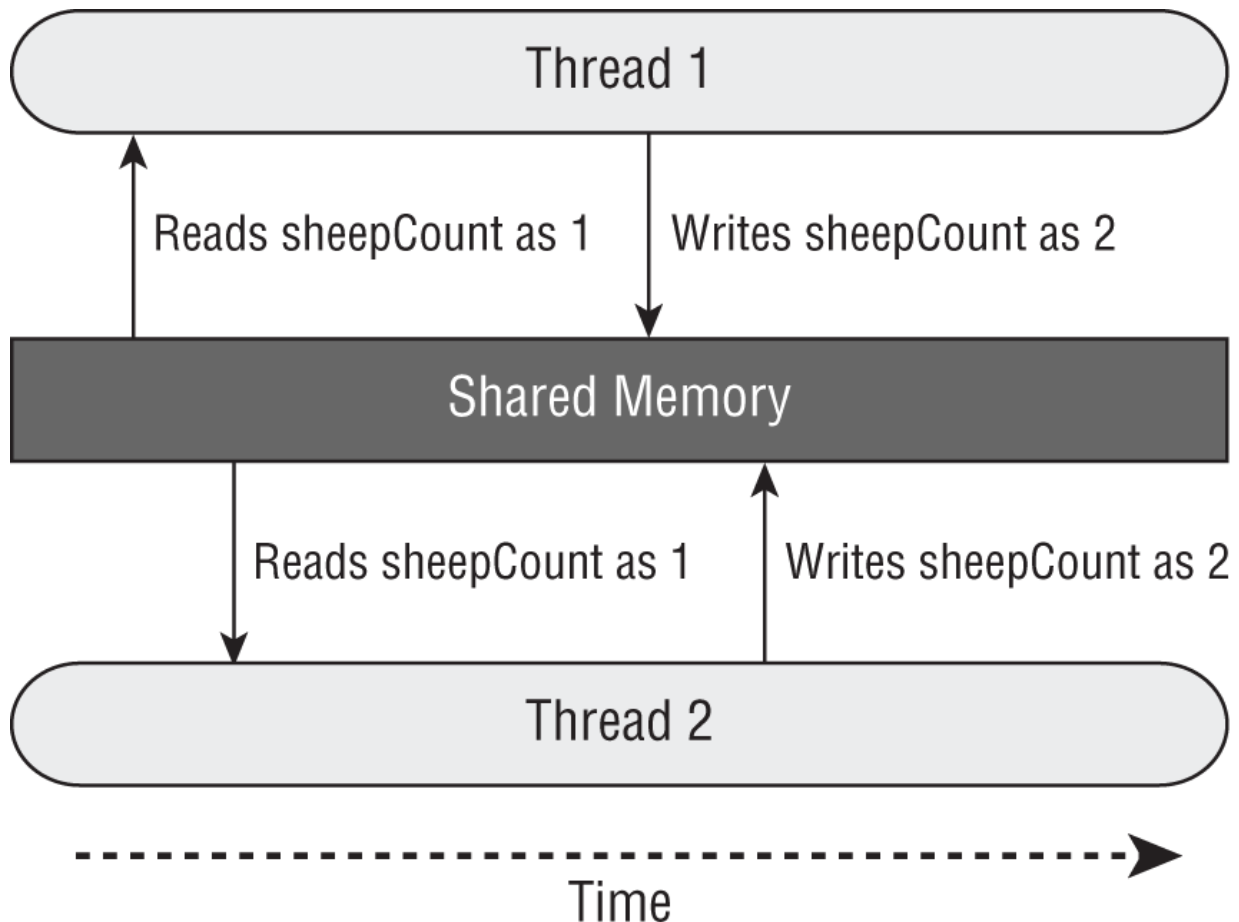 Thread 1
Reads sheepCount as 1
Writes sheepCount as 2
Shared Memory
Reads sheepCount as 1
Writes sheepCount as 2
Thread 2
Time